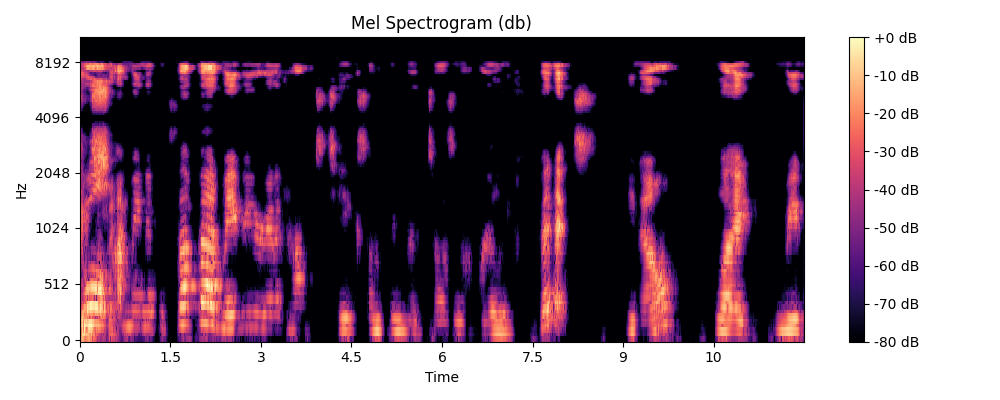 Mel Spectrogram (db)
8192
4096
2048
1024
512
0
Hz
0 1.5 3 4.5 6 7.5 9 10
Time
+0 dB
-10 dB
-20 dB
-30 dB
-40 dB
-50 dB
-60 dB
-70 dB
-80 dB